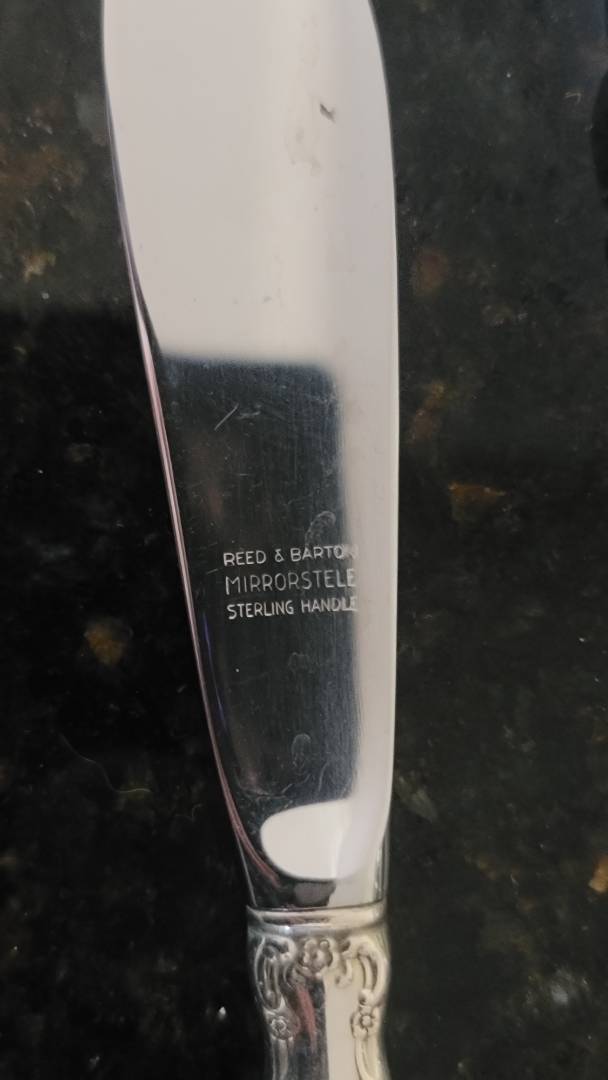 REED & BARTON
MIRRORSTELE
STERLING HANDLE